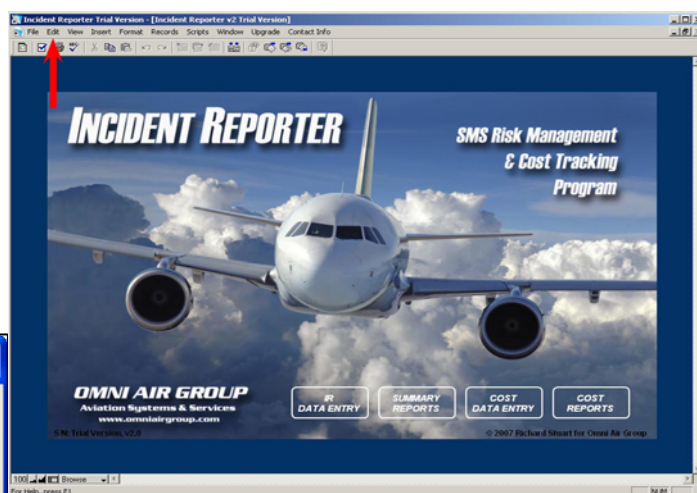 Incident Reporter Trial Version - [Incident Reporter v2 Trial Version]
File Edit View Insert Format Records Scripts Window Upgrade Contact Info
INCIDENT REPORTER
SMS Risk Management
& Cost Tracking
Program
OMNI AIR GROUP
Aviation Systems & Services
www.omniairgroup.com
S/N: Trial Version, v2.0
IR
DATA ENTRY
SUMMARY
REPORTS
COST
DATA ENTRY
COST
REPORTS
© 2007 Richard Stuart for Omni Air Group
100
Browse
For Help, press F1
NUM